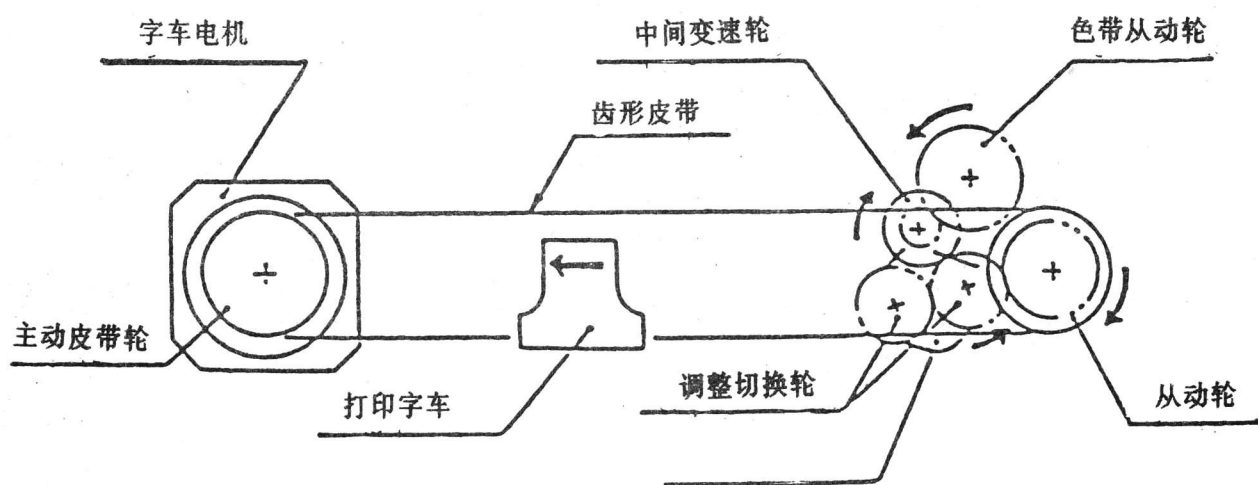 字车电机
中间变速轮
色带从动轮
齿形皮带
主动皮带轮
打印字车
调整切换轮
从动轮